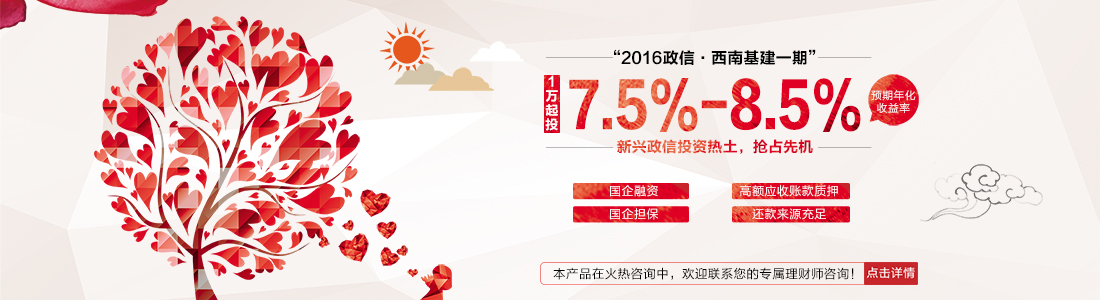 “2016政信·西南基建一期”
1万起投
7.5%-8.5%
预期年化
收益率
新兴政信投资热土，抢占先机
国企融资
高额应收账款质押
国企担保
还款来源充足
本产品在火热咨询中，欢迎联系您的专属理财师咨询！
点击详情